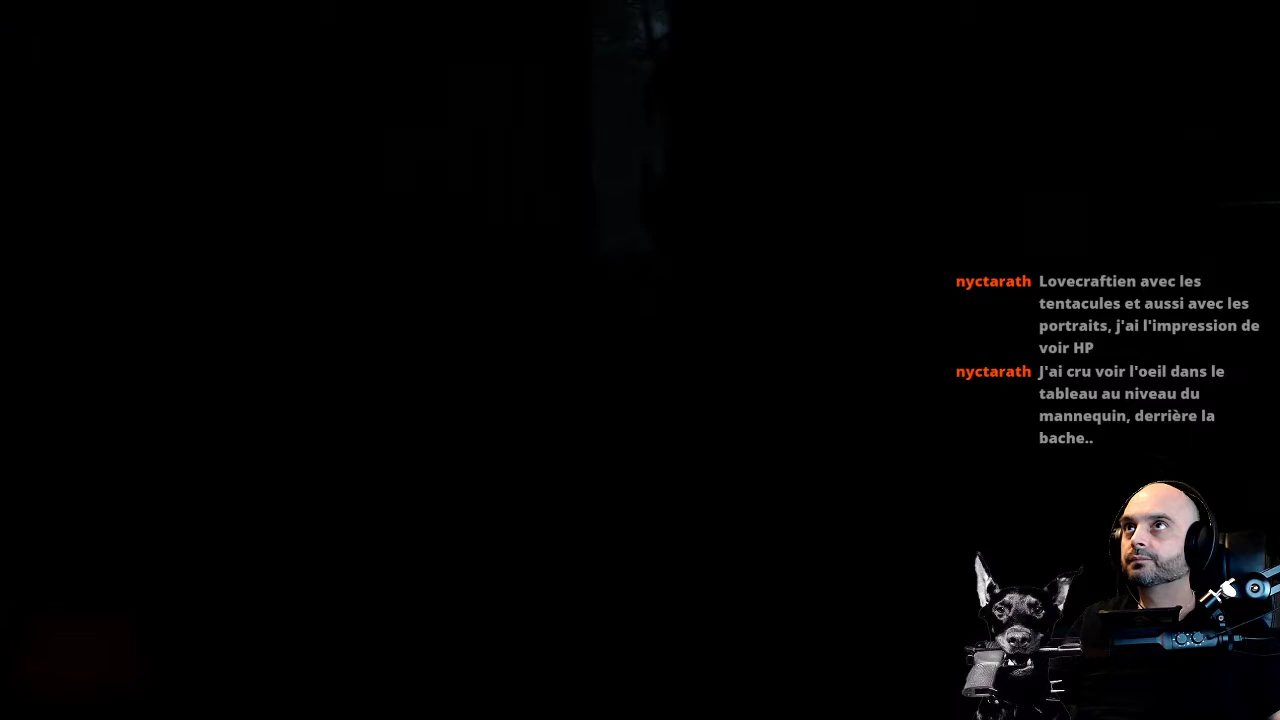 nyctarath Lovecraftien avec les
tentacules et aussi avec les
portraits, j'ai l'impression de
voir HP
nyctarath J'ai cru voir l'oeil dans le
tableau au niveau du
mannequin, derrière la
bache..